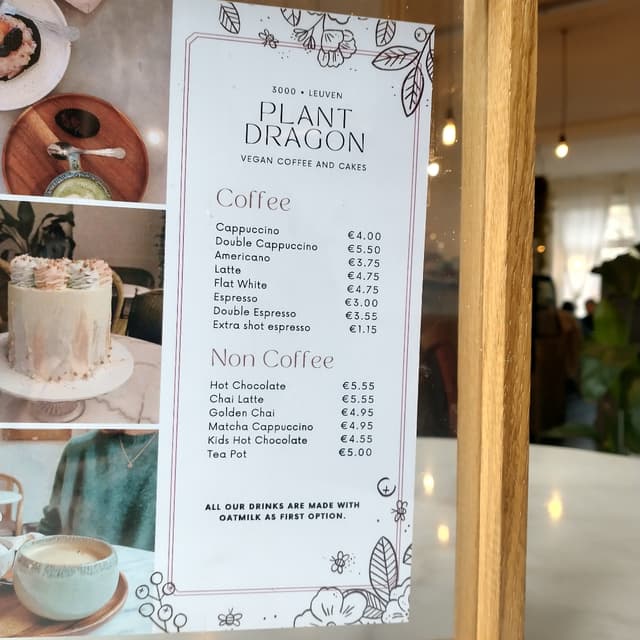 3000 • LEUVEN
PLANT
DRAGON
VEGAN COFFEE AND CAKES
Coffee
Cappuccino €4.00
Double Cappuccino €5.50
Americano €3.75
Latte €4.75
Flat White €4.75
Espresso €3.00
Double Espresso €3.55
Extra shot espresso €1.15
Non Coffee
Hot Chocolate €5.55
Chai Latte €5.55
Golden Chai €4.95
Matcha Cappuccino €4.95
Kids Hot Chocolate €4.55
Tea Pot €5.00
ALL OUR DRINKS ARE MADE WITH
OATMILK AS FIRST OPTION.